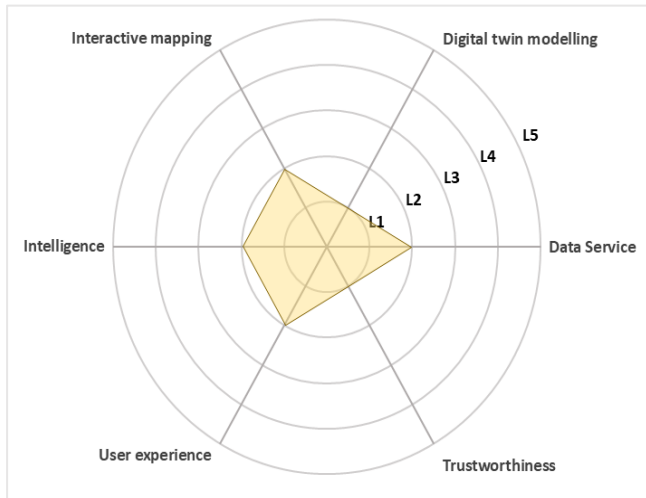 Interactive mapping
Digital twin modelling
L5
L4
L3
L2
L1
Intelligence
Data Service
User experience
Trustworthiness